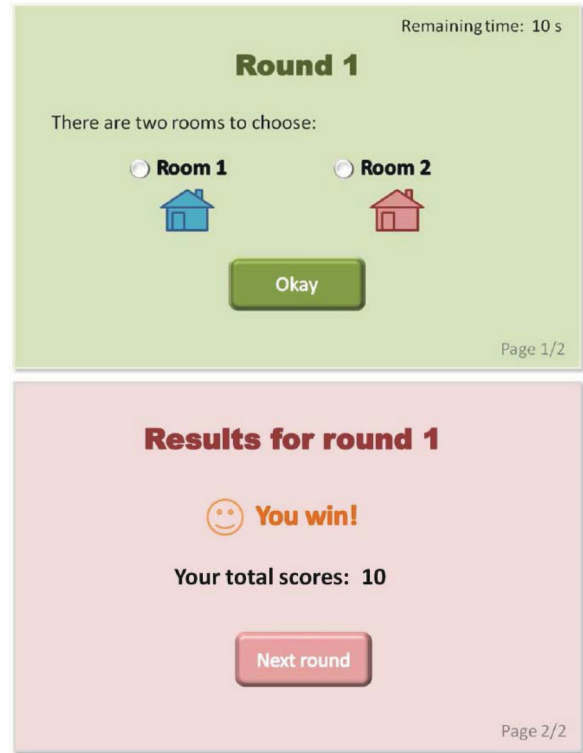 Remaining time: 10 s
Round 1
There are two rooms to choose:
Room 1 Room 2
Okay
Page 1/2
Results for round 1
You win!
Your total scores: 10
Next round
Page 2/2